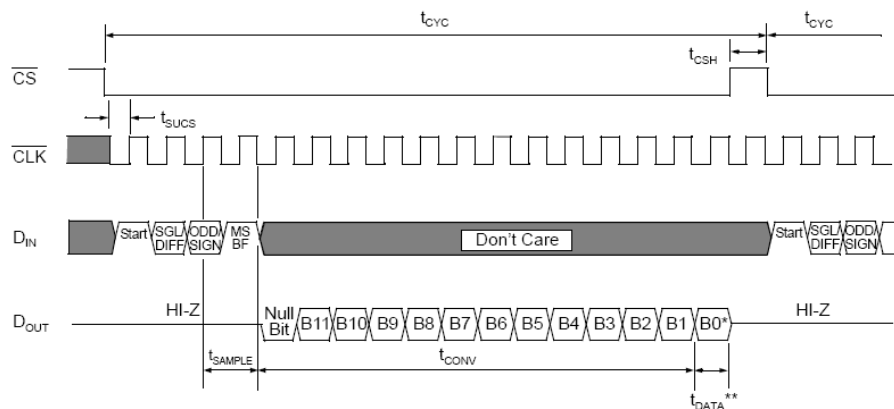 tCYC tCYC
tCSH
CS
tSUCS
CLK
DIN Start SGL/ DIFF ODD/ SIGN MS BF Don't Care Start SGL/ DIFF ODD/ SIGN
HI-Z HI-Z
DOUT Null Bit B11 B10 B9 B8 B7 B6 B5 B4 B3 B2 B1 B0*
tSAMPLE tCONV
tDATA**